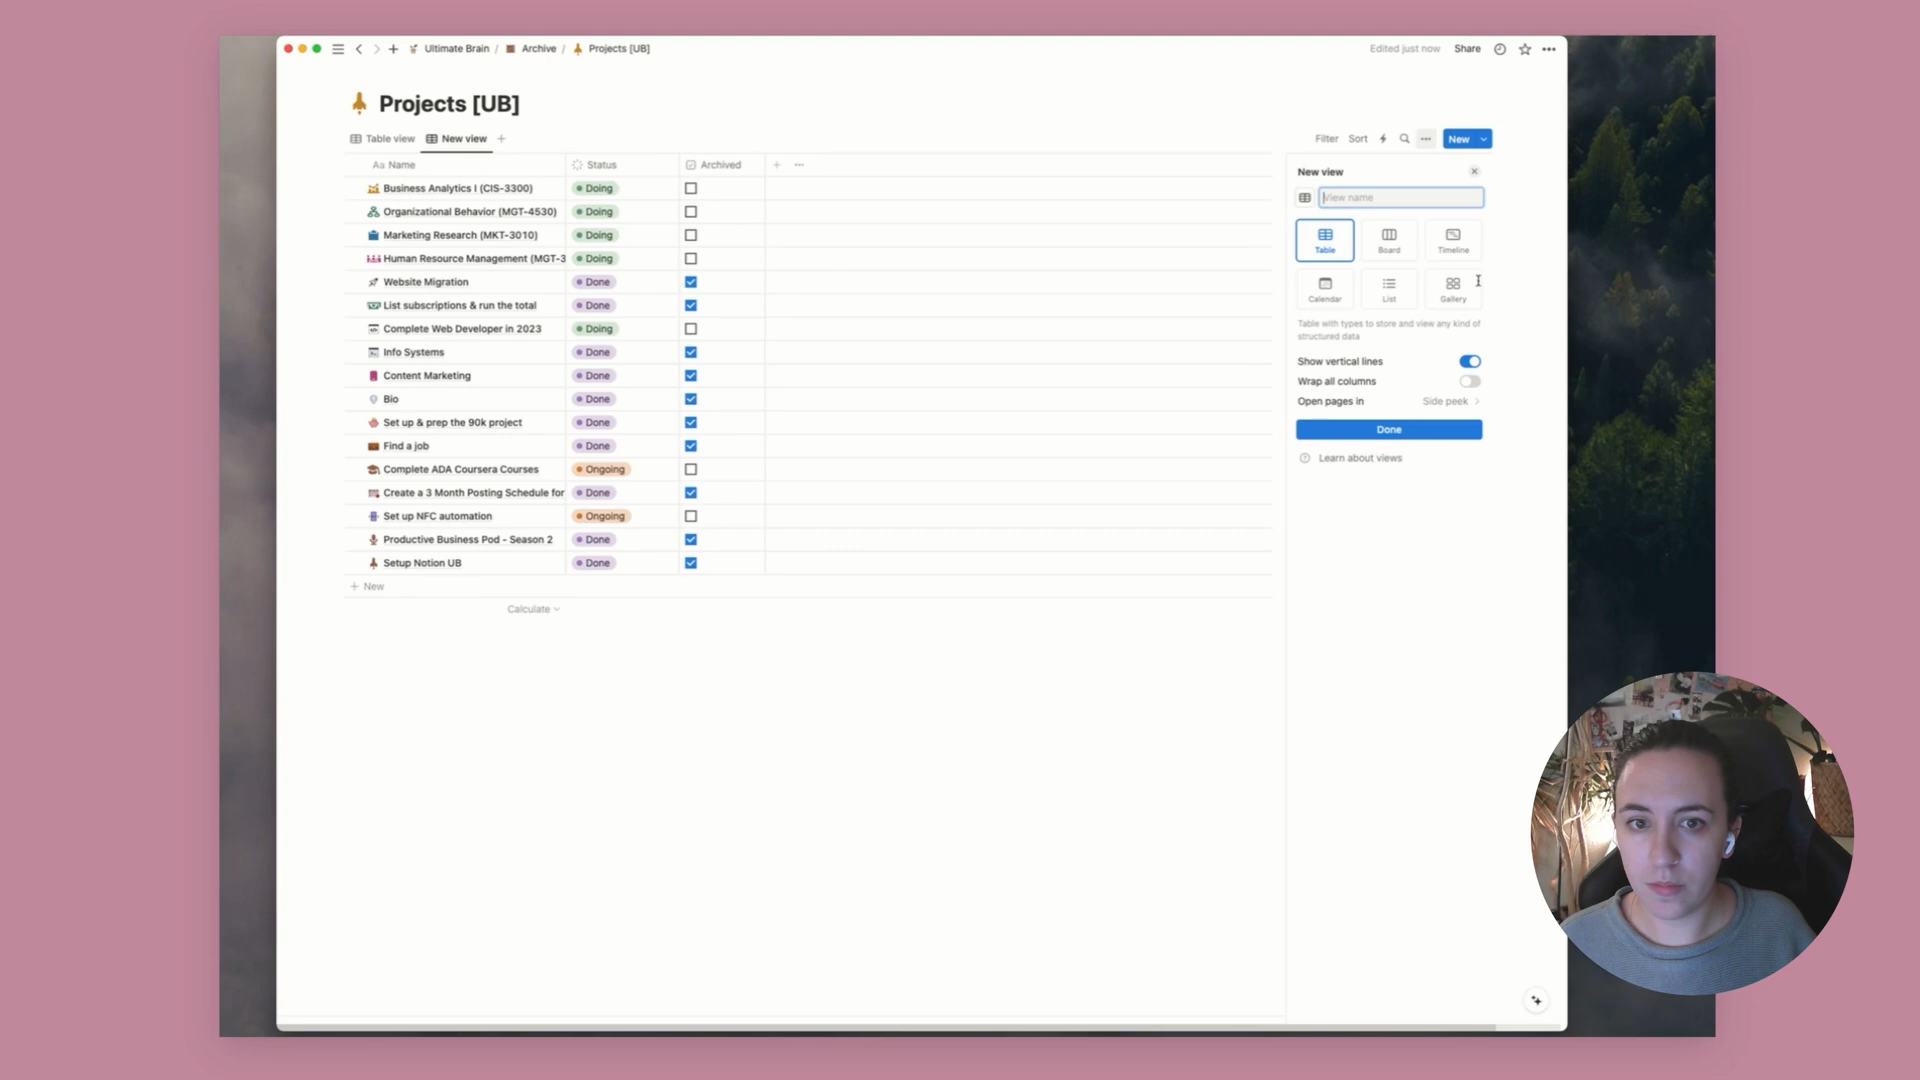 Ultimate Brain / Archive / Projects [UB]
Edited just now Share
Projects [UB]
Table view New view
Filter Sort New
Aa Name Status Archived
Business Analytics I (CIS-3300) Doing
Organizational Behavior (MGT-4530) Doing
Marketing Research (MKT-3010) Doing
Human Resource Management (MGT-3 Doing
Website Migration Done
List subscriptions & run the total Done
Complete Web Developer in 2023 Doing
Info Systems Done
Content Marketing Done
Bio Done
Set up & prep the 90k project Done
Find a job Done
Complete ADA Coursera Courses Ongoing
Create a 3 Month Posting Schedule for Done
Set up NFC automation Ongoing
Productive Business Pod - Season 2 Done
Setup Notion UB Done
New
Calculate
New view
View name
Table Board Timeline
Calendar List Gallery
Table with types to store and view any kind of
structured data
Show vertical lines
Wrap all columns
Open pages in Side peek
Done
Learn about views